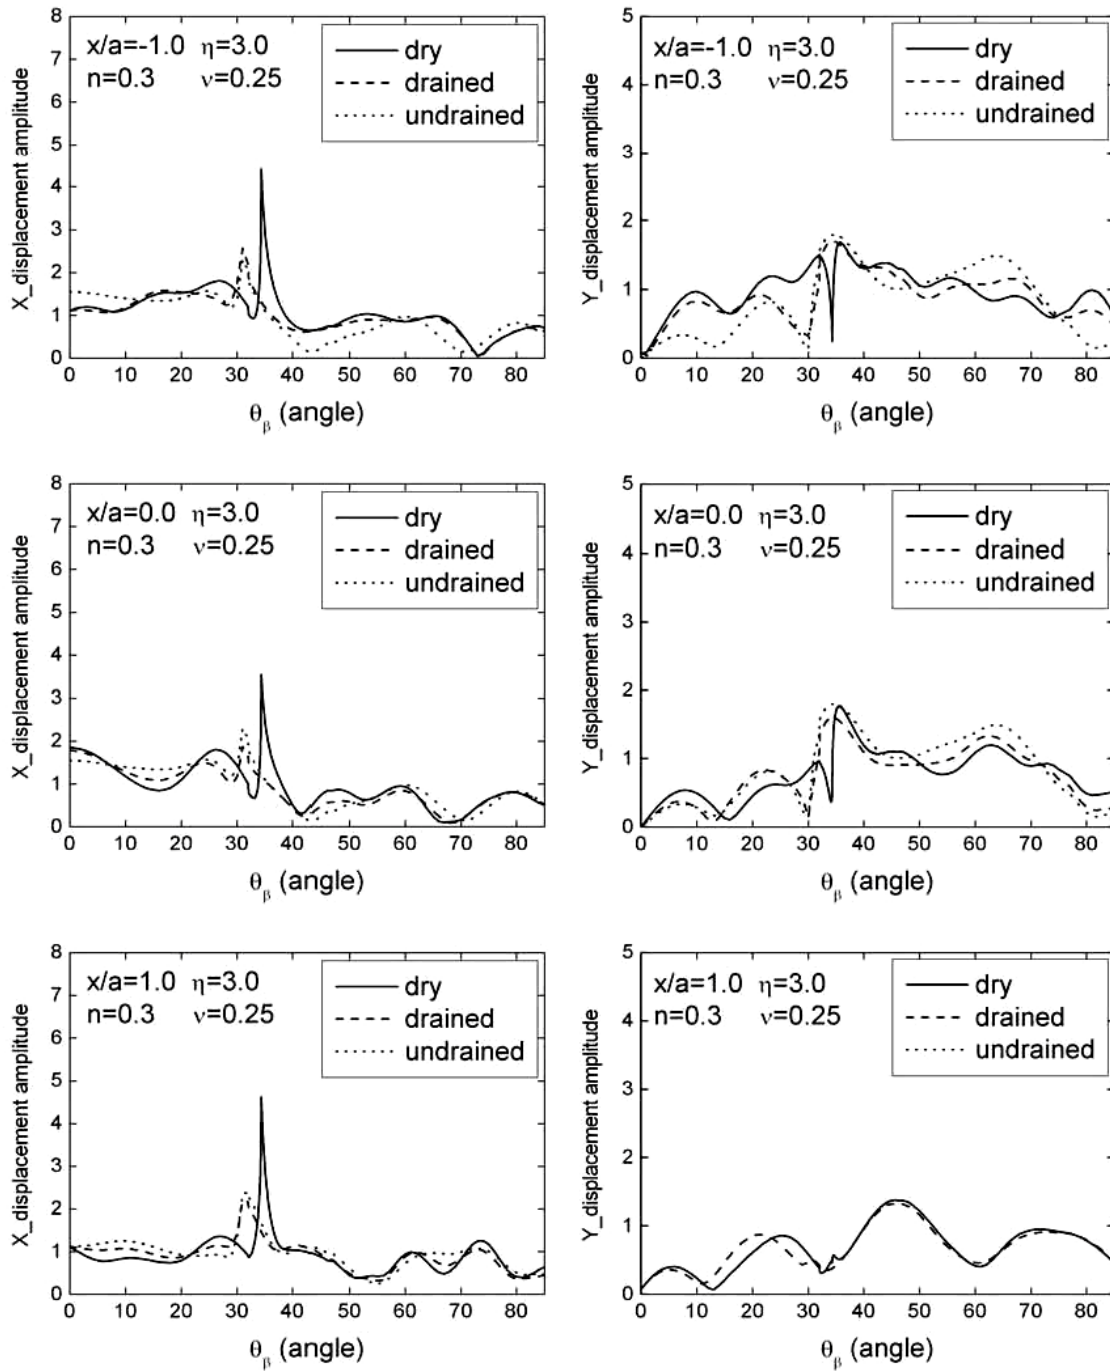 8
7
6
5
4
3
2
1
0
X_displacement amplitude
x/a=-1.0 η=3.0
n=0.3 ν=0.25
dry
drained
undrained
0 10 20 30 40 50 60 70 80
θβ (angle)
5
4
3
2
1
0
Y_displacement amplitude
x/a=-1.0 η=3.0
n=0.3 ν=0.25
dry
drained
undrained
0 10 20 30 40 50 60 70 80
θβ (angle)
8
7
6
5
4
3
2
1
0
X_displacement amplitude
x/a=0.0 η=3.0
n=0.3 ν=0.25
dry
drained
undrained
0 10 20 30 40 50 60 70 80
θβ (angle)
5
4
3
2
1
0
Y_displacement amplitude
x/a=0.0 η=3.0
n=0.3 ν=0.25
dry
drained
undrained
0 10 20 30 40 50 60 70 80
θβ (angle)
8
7
6
5
4
3
2
1
0
X_displacement amplitude
x/a=1.0 η=3.0
n=0.3 ν=0.25
dry
drained
undrained
0 10 20 30 40 50 60 70 80
θβ (angle)
5
4
3
2
1
0
Y_displacement amplitude
x/a=1.0 η=3.0
n=0.3 ν=0.25
dry
drained
undrained
0 10 20 30 40 50 60 70 80
θβ (angle)